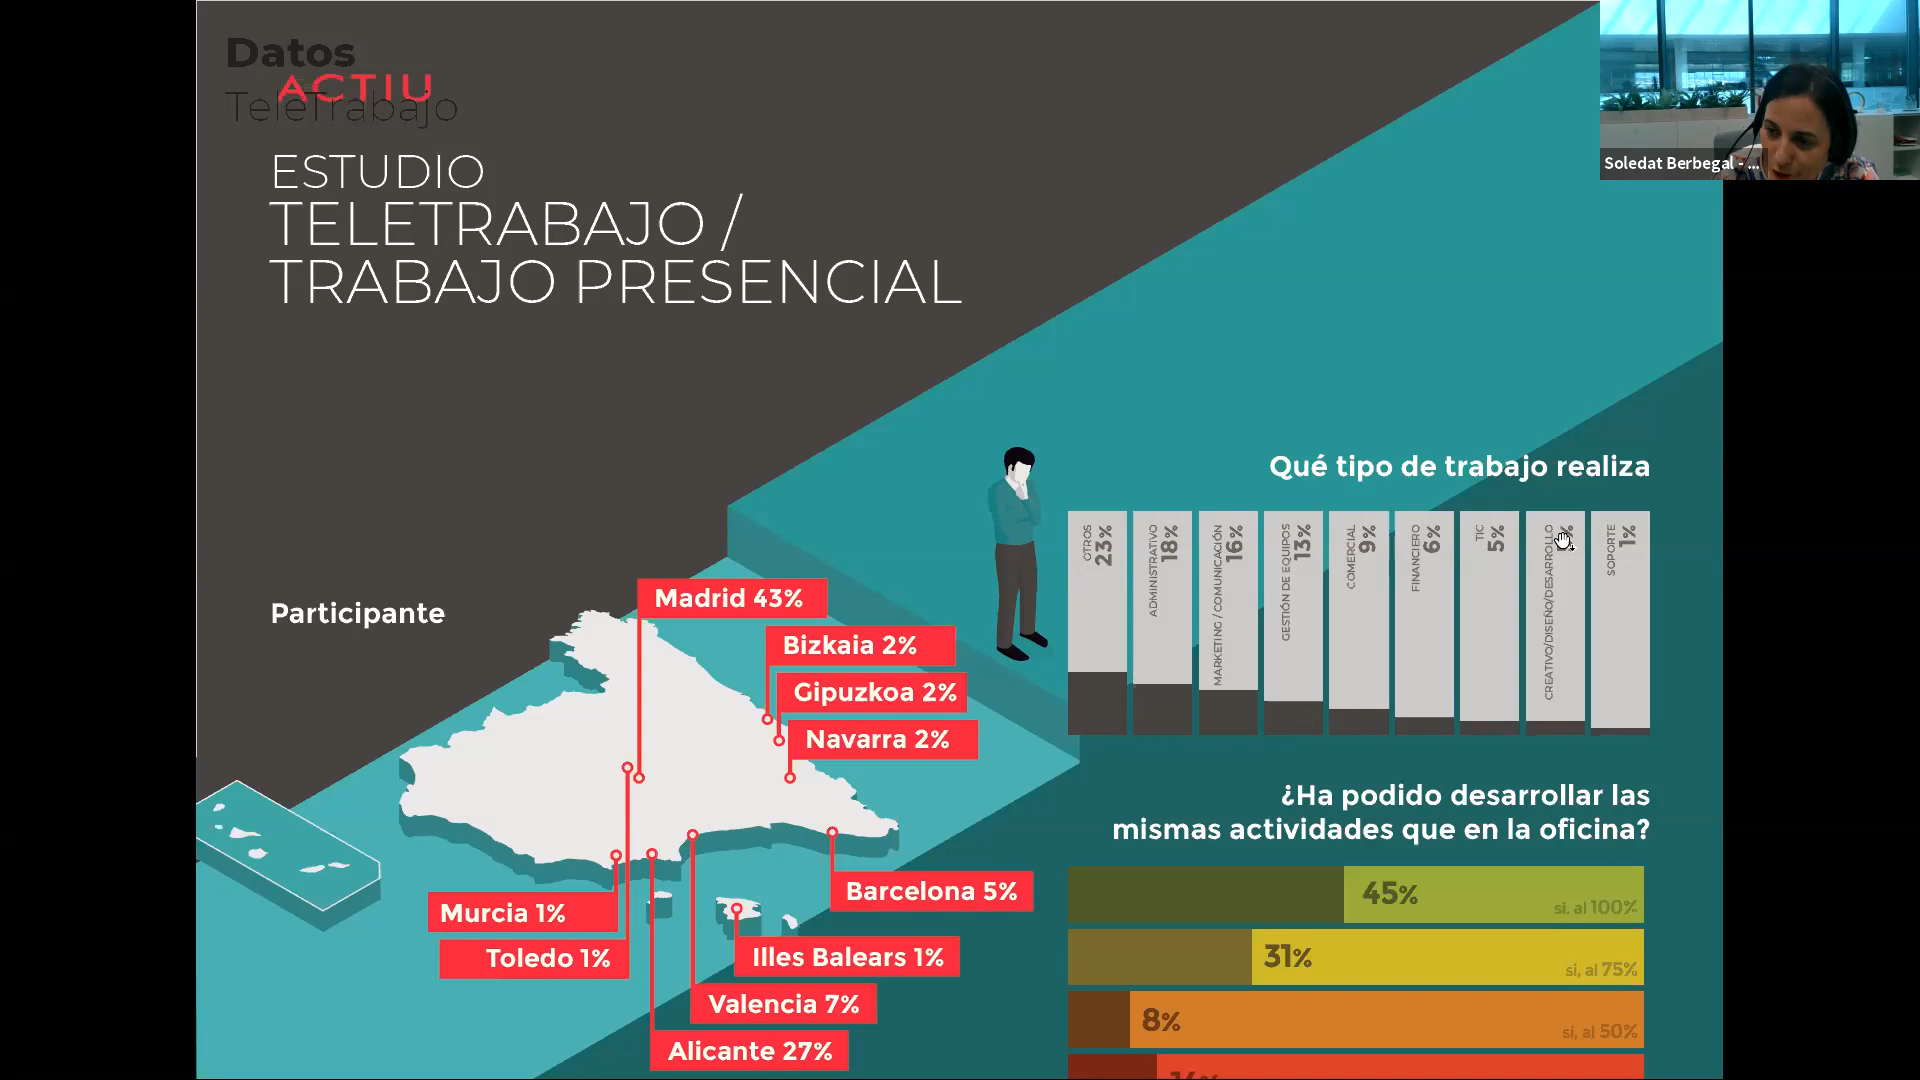 Datos
ACTIU
TeleTrabajo
ESTUDIO
TELETRABAJO /
TRABAJO PRESENCIAL
Soledat Berbegal - ...
Qué tipo de trabajo realiza
OTROS
23%
ADMINISTRATIVO
18%
MARKETING / COMUNICACIÓN
16%
GESTIÓN DE EQUIPOS
13%
COMERCIAL
9%
FINANCIERO
6%
TIC
5%
CREATIVO/DISEÑO/DESARROLLO
SOPORTE
1%
Participante
Madrid 43%
Bizkaia 2%
Gipuzkoa 2%
Navarra 2%
Barcelona 5%
Murcia 1%
Toledo 1%
Illes Balears 1%
Valencia 7%
Alicante 27%
¿Ha podido desarrollar las
mismas actividades que en la oficina?
45%
si, al 100%
31%
si, al 75%
8%
sí, al 50%